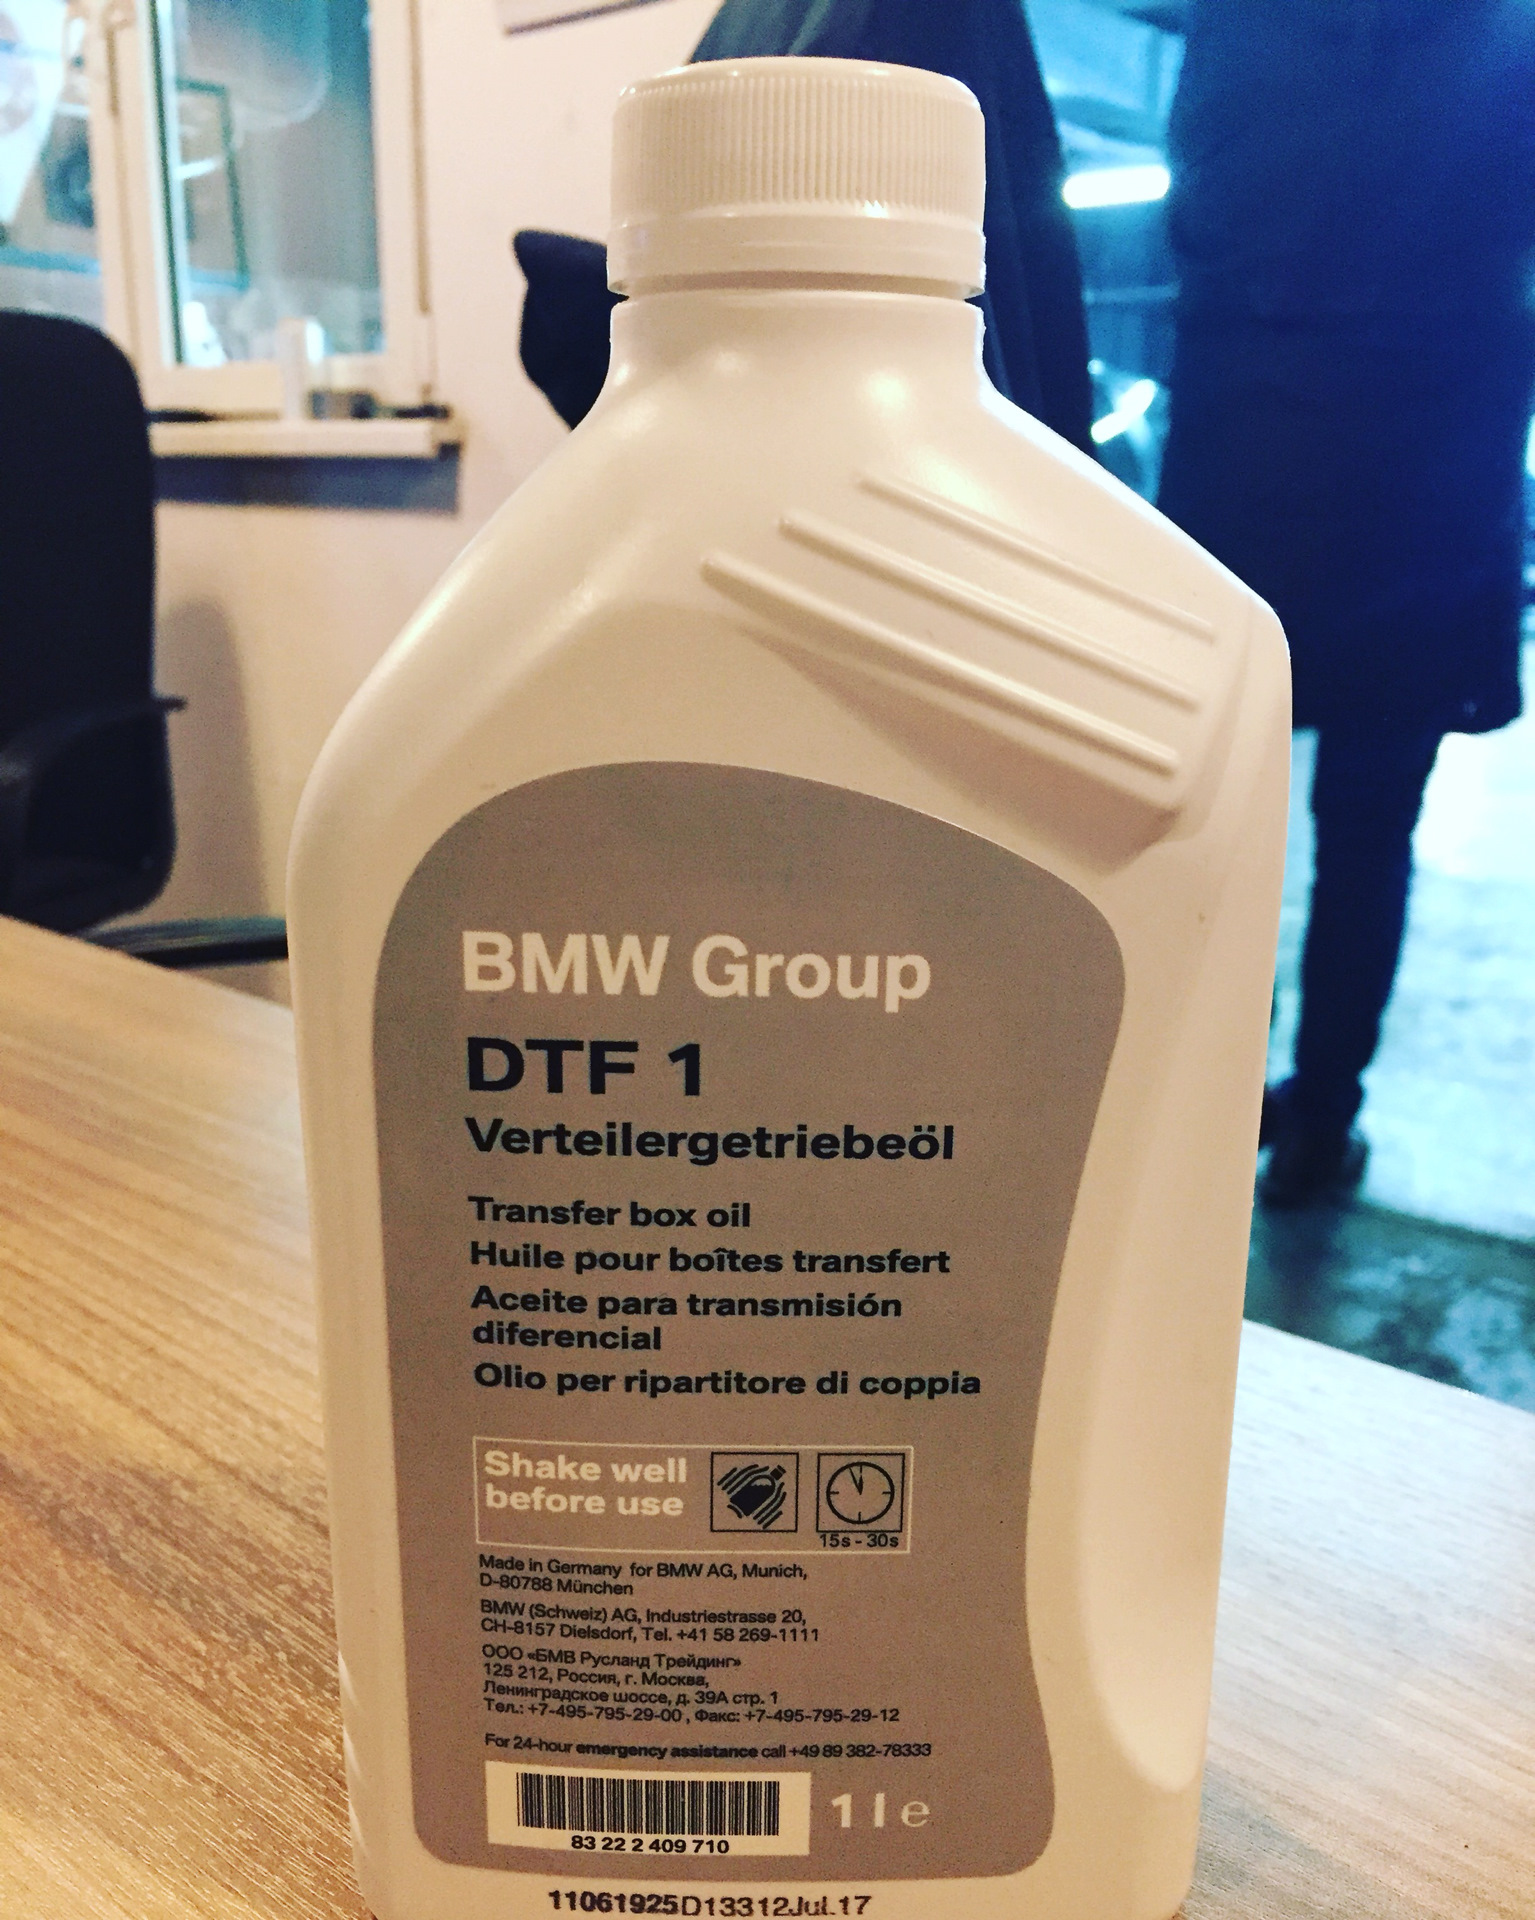 BMW Group
DTF 1
Verteilergetriebeöl
Transfer box oil
Huile pour boîtes transfert
Aceite para transmisión
diferencial
Olio per ripartitore di coppia
Shake well
before use
15s - 30s
Made in Germany for BMW AG, Munich,
D-80788 München
BMW (Schweiz) AG, Industriestrasse 20,
CH-8157 Dielsdorf, Tel. +41 58 269-1111
ООО «БМВ Русланд Трейдинг»
125 212, Россия, г. Москва,
Ленинградское шоссе, д. 39А стр. 1
Тел.: +7-495-795-29-00 , Факс: +7-495-795-29-12
For 24-hour emergency assistance call +49 89 382-78333
83 22 2 409 710
1 l e
11061925D13312Jul.17